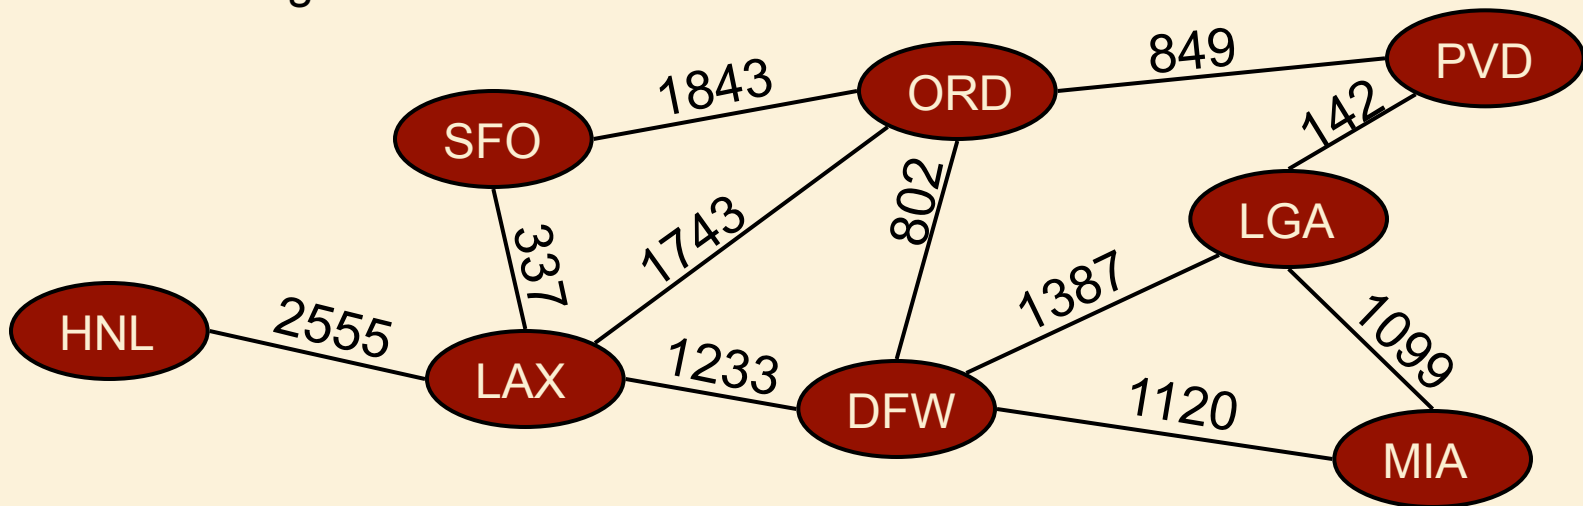 849
PVD
1843
ORD
142
SFO
802
LGA
1743
337
1387
HNL
2555
1099
LAX
1233
DFW
1120
MIA